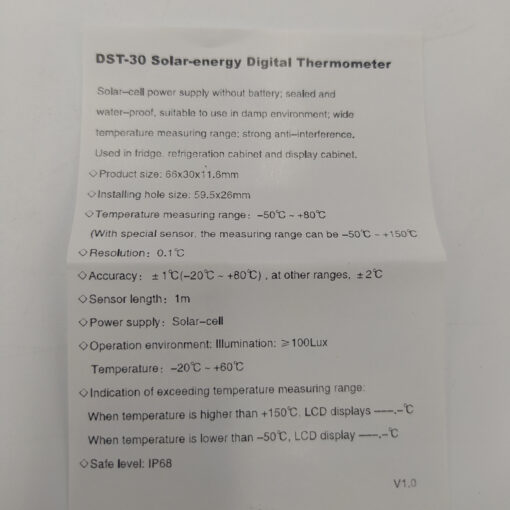 DST-30 Solar-energy Digital Thermometer
Solar-cell power supply without battery; sealed and
water-proof, suitable to use in damp environment; wide
temperature measuring range; strong anti-interference.
Used in fridge, refrigeration cabinet and display cabinet.
◇Product size: 66x30x11.6mm
◇Installing hole size: 59.5x26mm
◇Temperature measuring range: -50℃ ~ +80℃
(With special sensor, the measuring range can be -50℃ ~ +150℃
◇Resolution: 0.1℃
◇Accuracy: ±1℃(-20℃ ~ +80℃) , at other ranges, ±2℃
◇Sensor length: 1m
◇Power supply: Solar-cell
◇Operation environment: Illumination: ≥100Lux
Temperature: -20℃ ~ +60℃
◇Indication of exceeding temperature measuring range:
When temperature is higher than +150℃, LCD displays ——.–℃
When temperature is lower than -50℃, LCD display ——.–℃
◇Safe level: IP68
V1.0